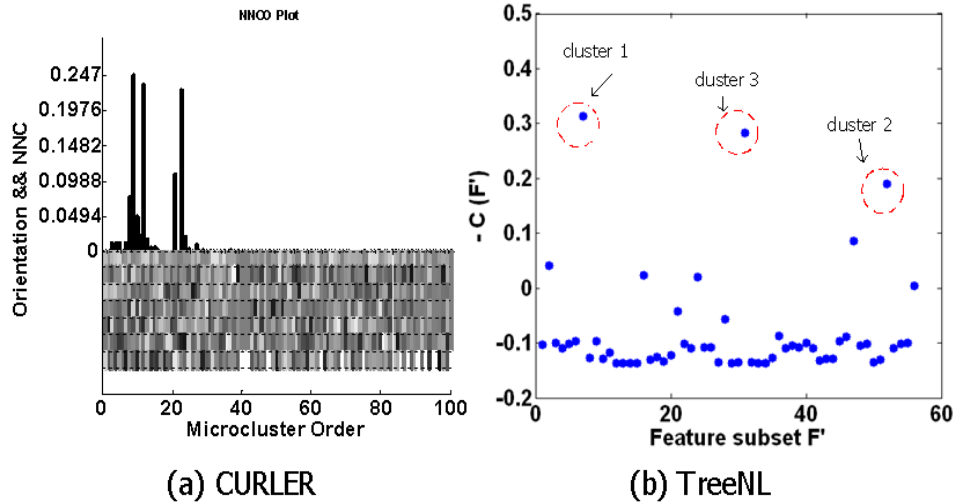 NNCO Plot
Orientation && NNC
0.247
0.1976
0.1482
0.0988
0.0494
0
0 20 40 60 80 100
Microcluster Order
(a) CURLER
- C (F')
0.5
0.4
0.3
0.2
0.1
0
-0.1
-0.2
cluster 1
cluster 3
cluster 2
0 20 40 60
Feature subset F'
(b) TreeNL